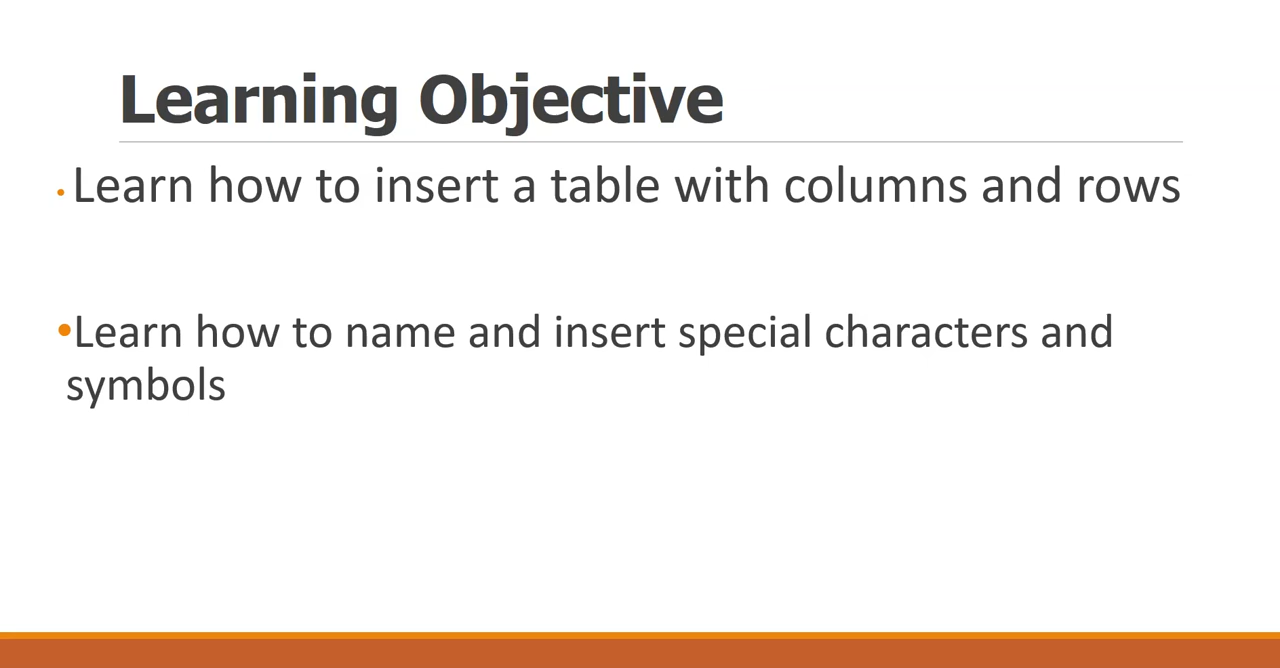 Learning Objective
• Learn how to insert a table with columns and rows
•Learn how to name and insert special characters and
symbols